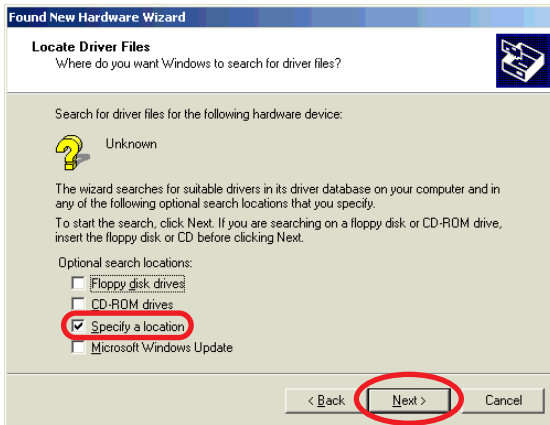 Found New Hardware Wizard
Locate Driver Files
Where do you want Windows to search for driver files?
Search for driver files for the following hardware device:
Unknown
The wizard searches for suitable drivers in its driver database on your computer and in
any of the following optional search locations that you specify.
To start the search, click Next. If you are searching on a floppy disk or CD-ROM drive,
insert the floppy disk or CD before clicking Next.
Optional search locations:
Floppy disk drives
CD-ROM drives
Specify a location
Microsoft Windows Update
< Back Next > Cancel